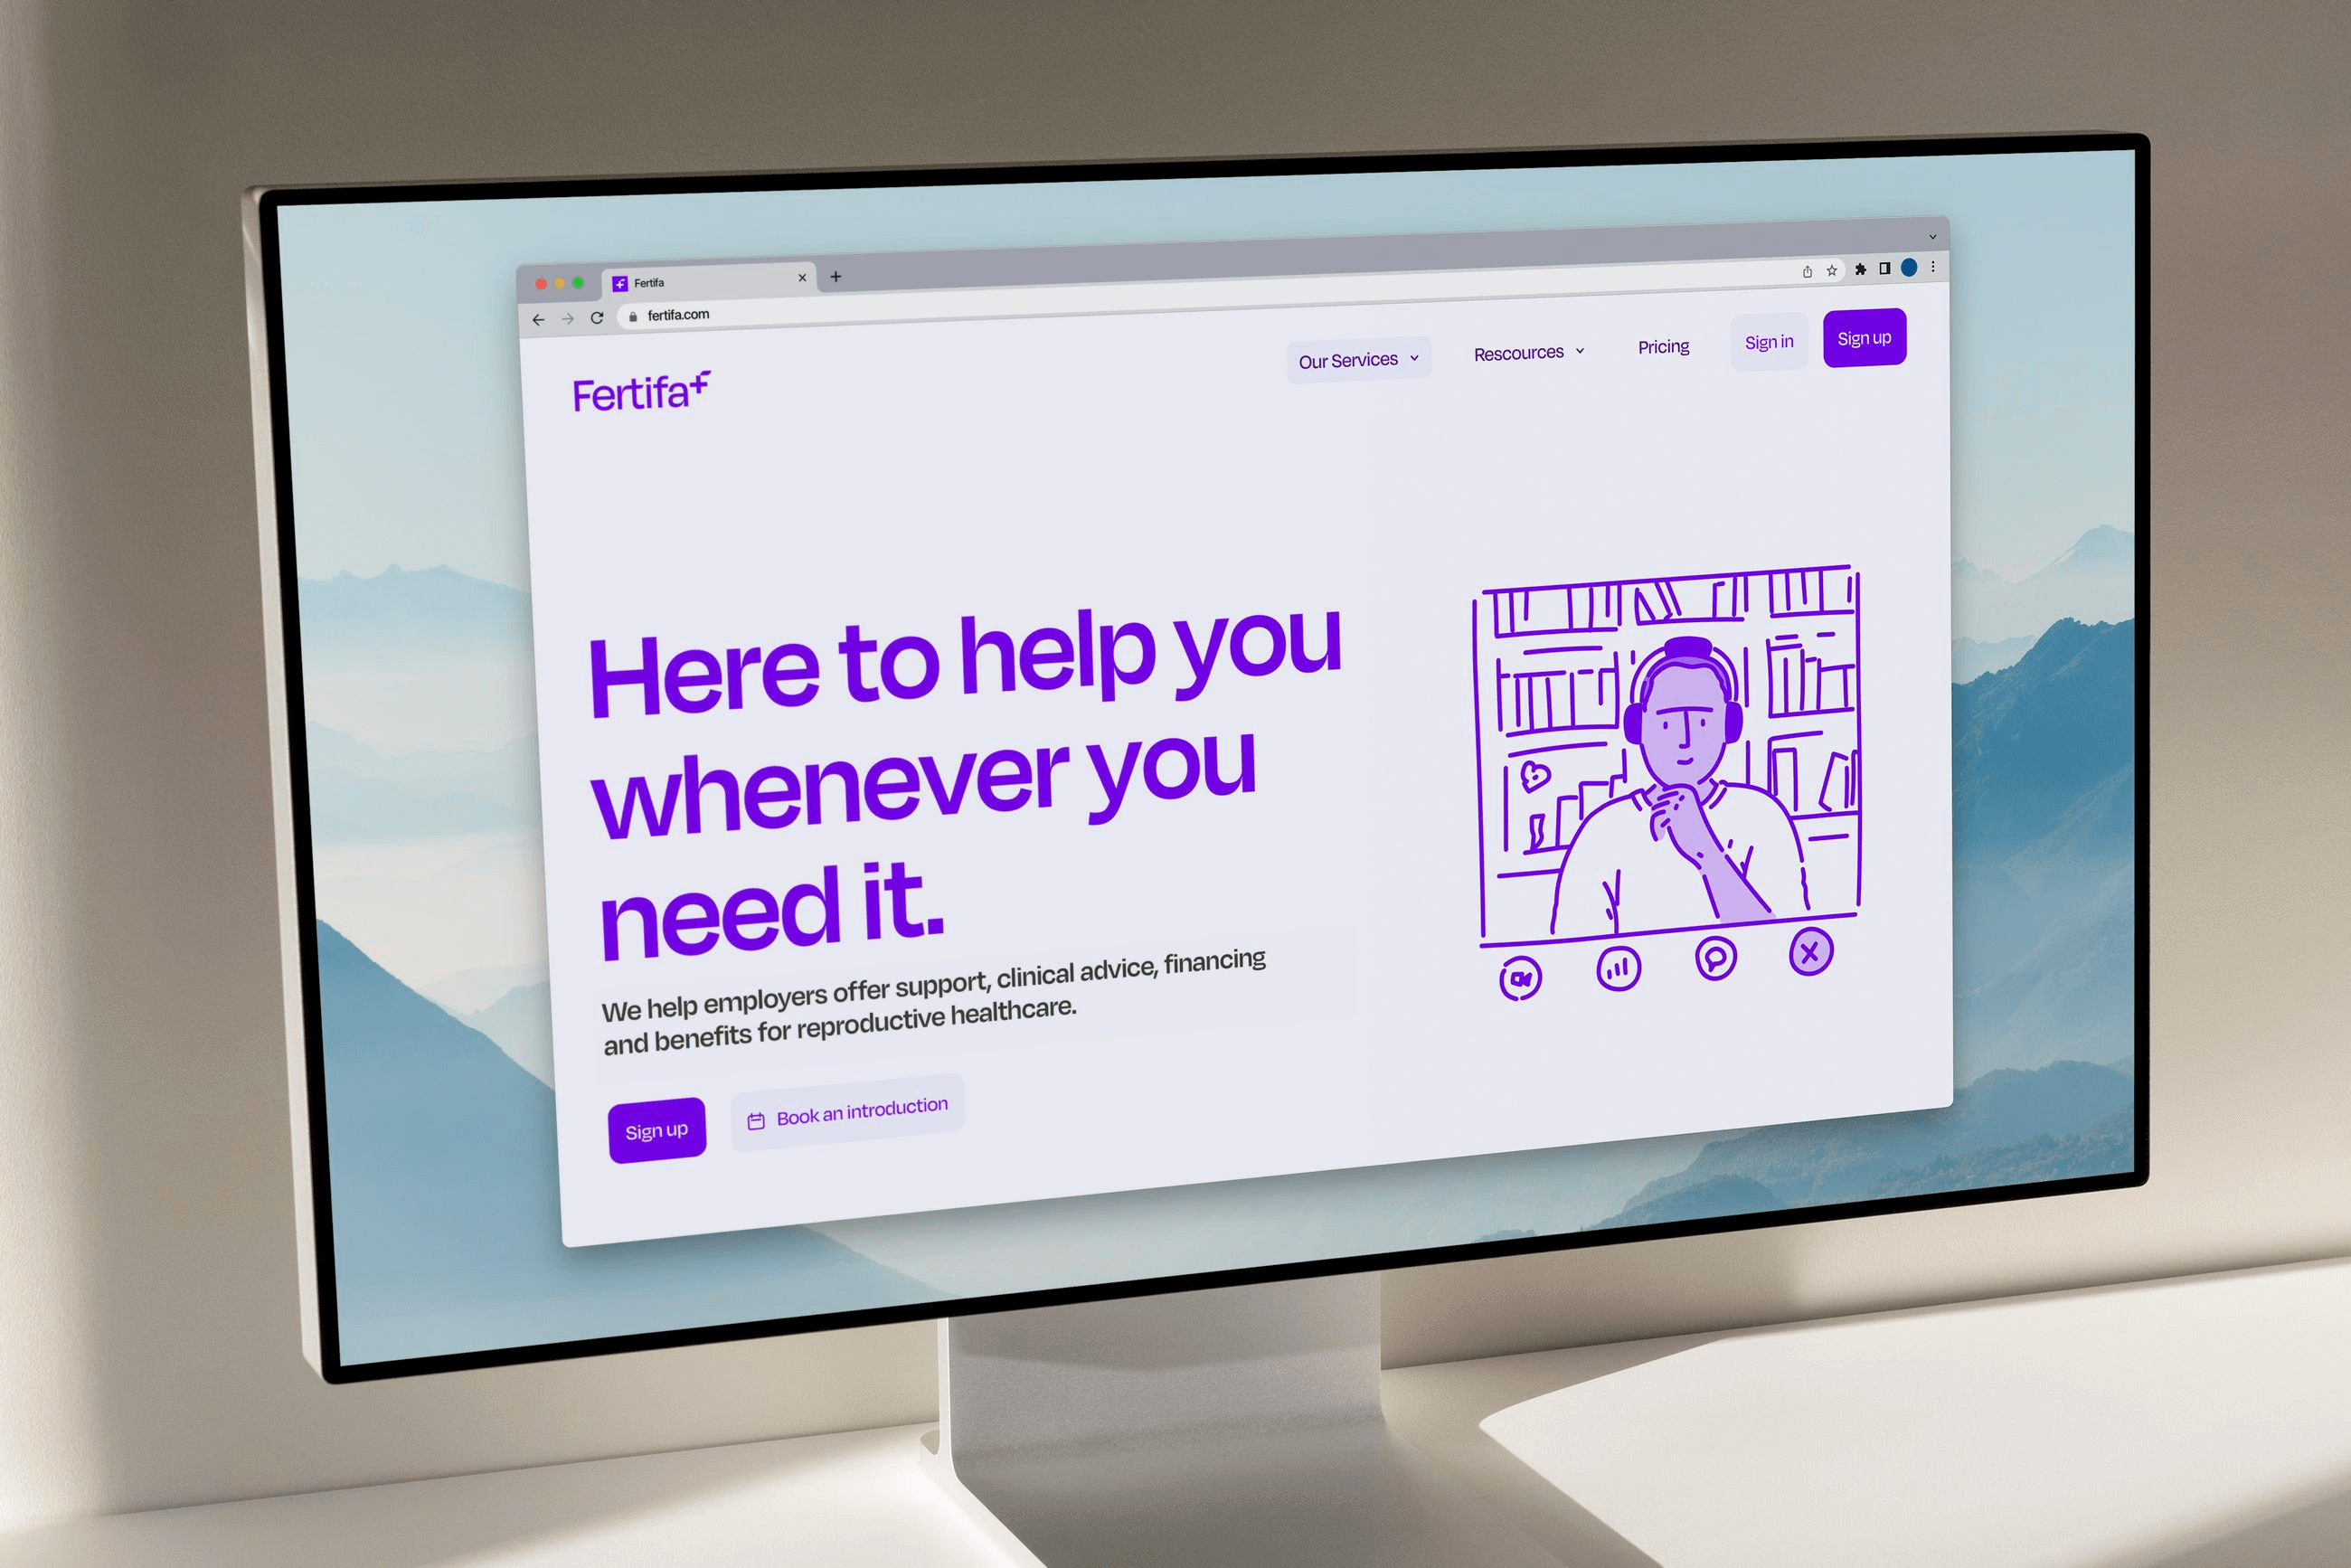 Fertifa
fertifa.com
Fertifa
Our Services
Rescources
Pricing
Sign in
Sign up
Here to help you
whenever you
need it.
We help employers offer support, clinical advice, financing
and benefits for reproductive healthcare.
Sign up
Book an introduction